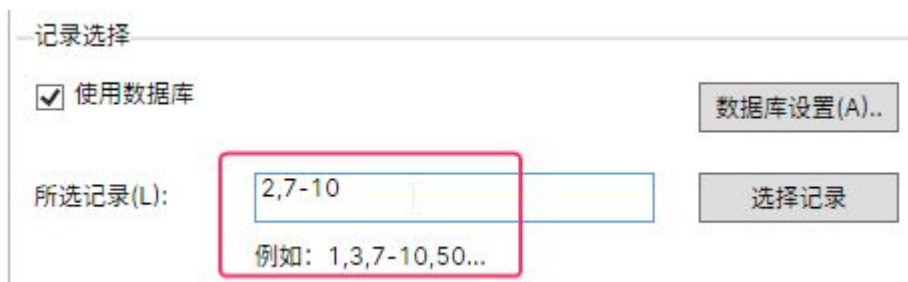 记录选择
使用数据库
数据库设置(A)..
所选记录(L):
2,7-10
选择记录
例如：1,3,7-10,50...